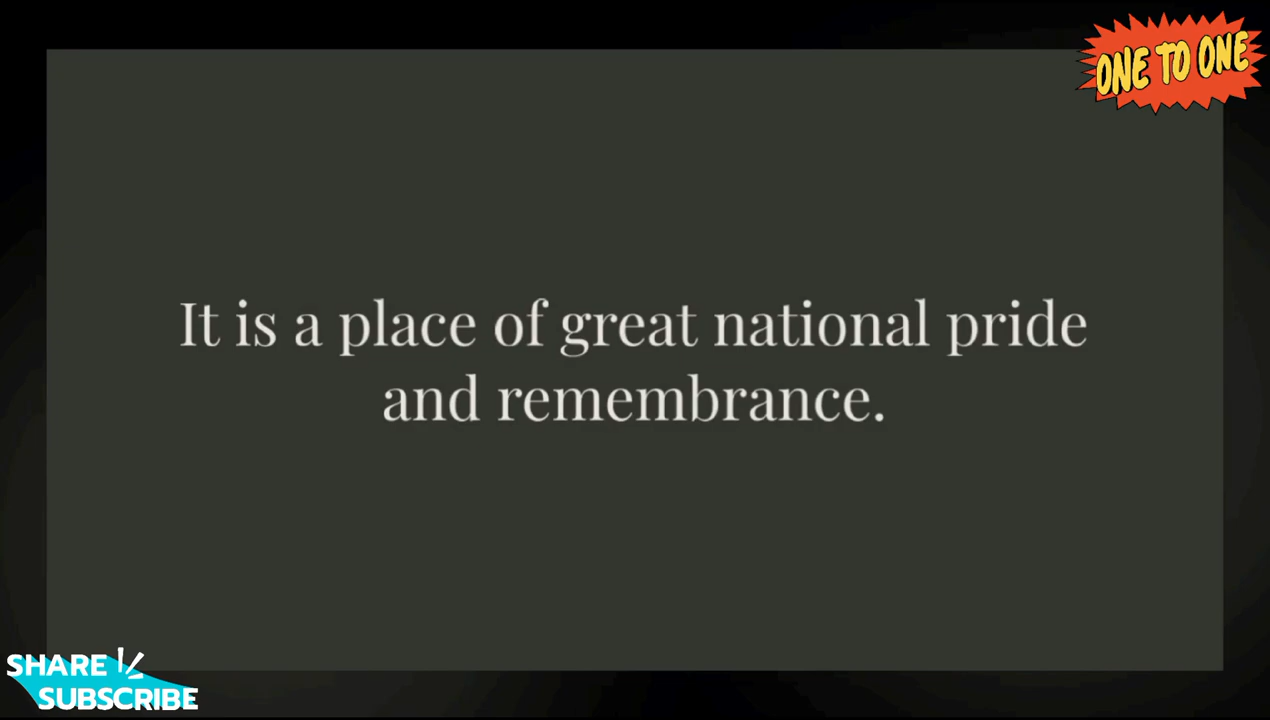 ONE TO ONE
It is a place of great national pride
and remembrance.
SHARE
SUBSCRIBE